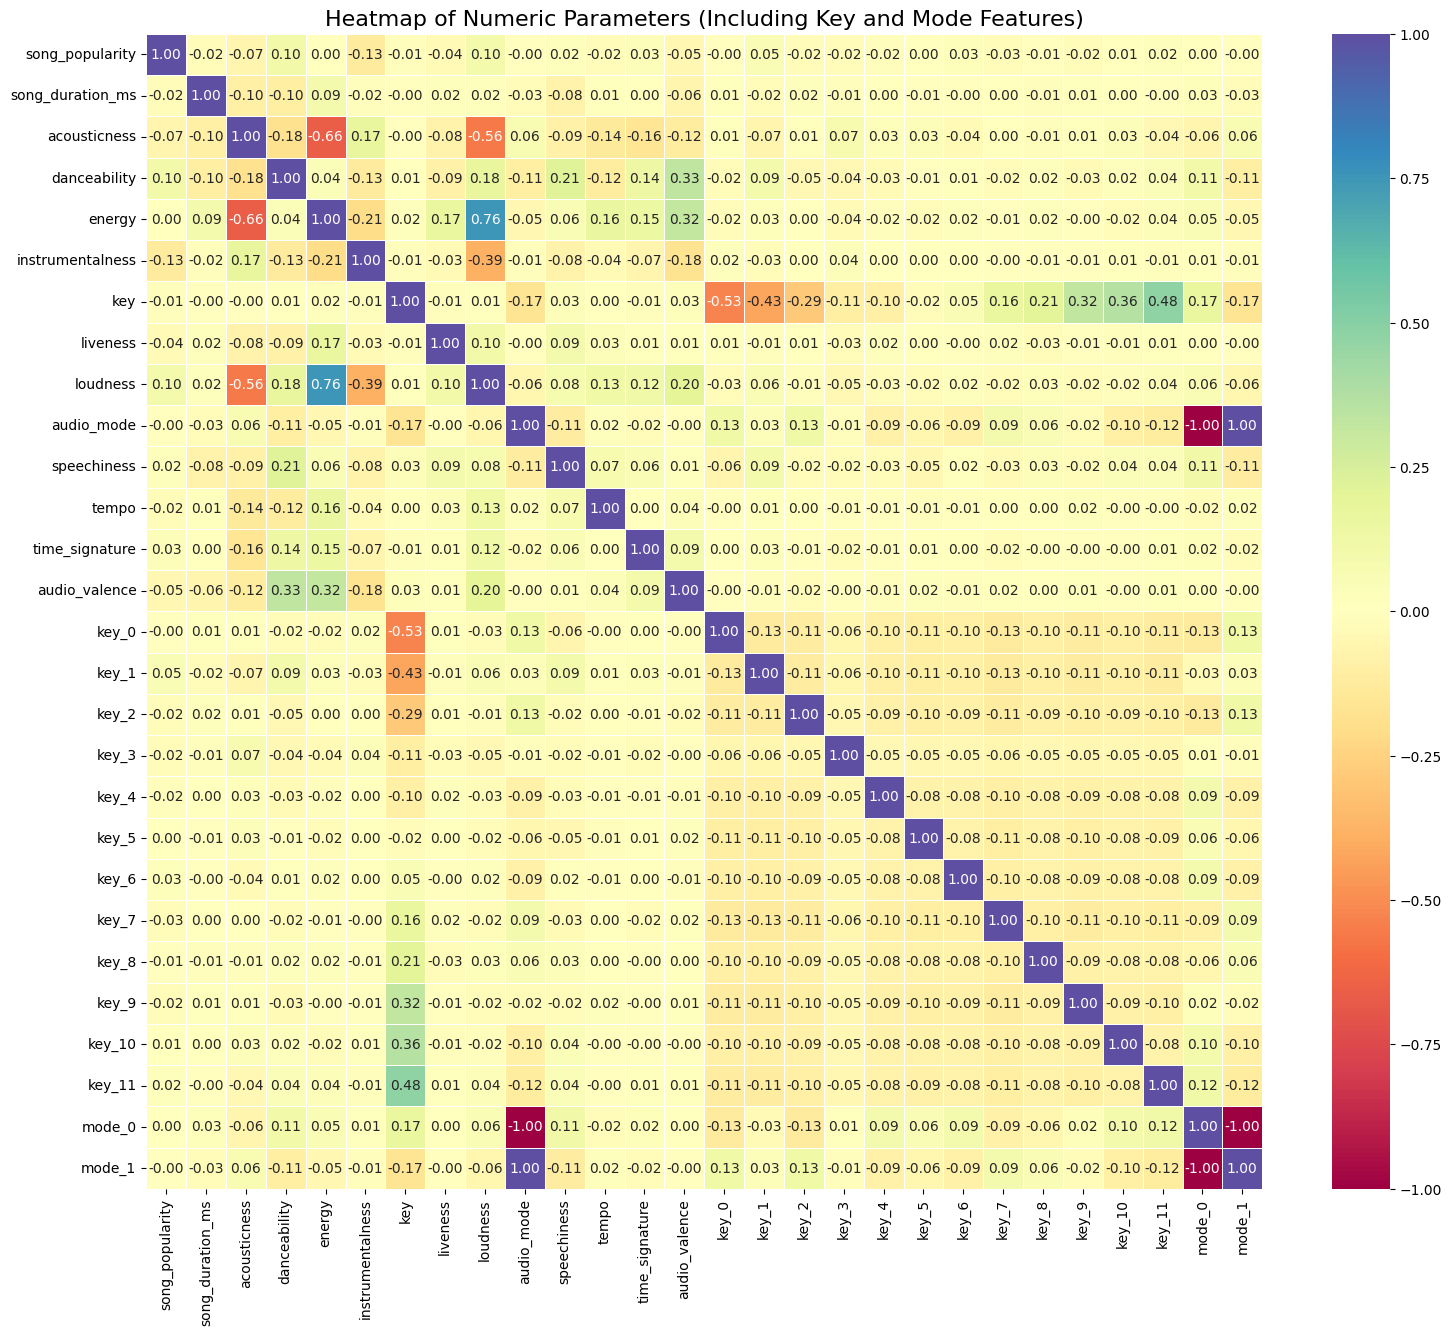 Heatmap of Numeric Parameters (Including Key and Mode Features)
song_popularity 1.00 -0.02 -0.07 0.10 0.00 -0.13 -0.01 -0.04 0.10 -0.00 0.02 -0.02 0.03 -0.05 -0.00 0.05 -0.02 -0.02 -0.02 0.00 0.03 -0.03 -0.01 -0.02 0.01 0.02 0.00 -0.00
song_duration_ms -0.02 1.00 -0.10 -0.10 0.09 -0.02 -0.00 0.02 0.02 -0.03 -0.08 0.01 0.00 -0.06 0.01 -0.02 0.02 -0.01 0.00 -0.01 -0.00 0.00 -0.01 0.01 0.00 -0.00 0.03 -0.03
acousticness -0.07 -0.10 1.00 -0.18 -0.66 0.17 -0.00 -0.08 -0.56 0.06 -0.09 -0.14 -0.16 -0.12 0.01 -0.07 0.01 0.07 0.03 0.03 -0.04 0.00 -0.01 0.01 0.03 -0.04 -0.06 0.06
danceability 0.10 -0.10 -0.18 1.00 0.04 -0.13 0.01 -0.09 0.18 -0.11 0.21 -0.12 0.14 0.33 -0.02 0.09 -0.05 -0.04 -0.03 -0.01 0.01 -0.02 0.02 -0.03 0.02 0.04 0.11 -0.11
energy 0.00 0.09 -0.66 0.04 1.00 -0.21 0.02 0.17 0.76 -0.05 0.06 0.16 0.15 0.32 -0.02 0.03 0.00 -0.04 -0.02 -0.02 0.02 -0.01 0.02 -0.00 -0.02 0.04 0.05 -0.05
instrumentalness -0.13 -0.02 0.17 -0.13 -0.21 1.00 -0.01 -0.03 -0.39 -0.01 -0.08 -0.04 -0.07 -0.18 0.02 -0.03 0.00 0.04 0.00 0.00 0.00 -0.00 -0.01 -0.01 0.01 -0.01 0.01 -0.01
key -0.01 -0.00 -0.00 0.01 0.02 -0.01 1.00 -0.01 0.01 -0.17 0.03 0.00 -0.01 0.03 -0.53 -0.43 -0.29 -0.11 -0.10 -0.02 0.05 0.16 0.21 0.32 0.36 0.48 0.17 -0.17
liveness -0.04 0.02 -0.08 -0.09 0.17 -0.03 -0.01 1.00 0.10 -0.00 0.09 0.03 0.01 0.01 0.01 -0.01 0.01 -0.03 0.02 0.00 -0.00 0.02 -0.03 -0.01 -0.01 0.01 0.00 -0.00
loudness 0.10 0.02 -0.56 0.18 0.76 -0.39 0.01 0.10 1.00 -0.06 0.08 0.13 0.12 0.20 -0.03 0.06 -0.01 -0.05 -0.03 -0.02 0.02 -0.02 0.03 -0.02 -0.02 0.04 0.06 -0.06
audio_mode -0.00 -0.03 0.06 -0.11 -0.05 -0.01 -0.17 -0.00 -0.06 1.00 -0.11 0.02 -0.02 -0.00 0.13 0.03 0.13 -0.01 -0.09 -0.06 -0.09 0.09 0.06 -0.02 -0.10 -0.12 -1.00 1.00
speechiness 0.02 -0.08 -0.09 0.21 0.06 -0.08 0.03 0.09 0.08 -0.11 1.00 0.07 0.06 0.01 -0.06 0.09 -0.02 -0.02 -0.03 -0.05 0.02 -0.03 0.03 -0.02 0.04 0.04 0.11 -0.11
tempo -0.02 0.01 -0.14 -0.12 0.16 -0.04 0.00 0.03 0.13 0.02 0.07 1.00 0.00 0.04 -0.00 0.01 0.00 -0.01 -0.01 -0.01 -0.01 0.00 0.00 0.02 -0.00 -0.00 -0.02 0.02
time_signature 0.03 0.00 -0.16 0.14 0.15 -0.07 -0.01 0.01 0.12 -0.02 0.06 0.00 1.00 0.09 0.00 0.03 -0.01 -0.02 -0.01 0.01 0.00 -0.02 -0.00 -0.00 -0.00 0.01 0.02 -0.02
audio_valence -0.05 -0.06 -0.12 0.33 0.32 -0.18 0.03 0.01 0.20 -0.00 0.01 0.04 0.09 1.00 -0.00 -0.01 -0.02 -0.00 -0.01 0.02 -0.01 0.02 0.00 0.01 -0.00 0.01 0.00 -0.00
key_0 -0.00 0.01 0.01 -0.02 -0.02 0.02 -0.53 0.01 -0.03 0.13 -0.06 -0.00 0.00 -0.00 1.00 -0.13 -0.11 -0.06 -0.10 -0.11 -0.10 -0.13 -0.10 -0.11 -0.10 -0.11 -0.13 0.13
key_1 0.05 -0.02 -0.07 0.09 0.03 -0.03 -0.43 -0.01 0.06 0.03 0.09 0.01 0.03 -0.01 -0.13 1.00 -0.11 -0.06 -0.10 -0.11 -0.10 -0.13 -0.10 -0.11 -0.10 -0.11 -0.03 0.03
key_2 -0.02 0.02 0.01 -0.05 0.00 0.00 -0.29 0.01 -0.01 0.13 -0.02 0.00 -0.01 -0.02 -0.11 -0.11 1.00 -0.05 -0.09 -0.10 -0.09 -0.11 -0.09 -0.10 -0.09 -0.10 -0.13 0.13
key_3 -0.02 -0.01 0.07 -0.04 -0.04 0.04 -0.11 -0.03 -0.05 -0.01 -0.02 -0.01 -0.02 -0.00 -0.06 -0.06 -0.05 1.00 -0.05 -0.05 -0.05 -0.06 -0.05 -0.05 -0.05 -0.05 0.01 -0.01
key_4 -0.02 0.00 0.03 -0.03 -0.02 0.00 -0.10 0.02 -0.03 -0.09 -0.03 -0.01 -0.01 -0.01 -0.10 -0.10 -0.09 -0.05 1.00 -0.08 -0.08 -0.10 -0.08 -0.09 -0.08 -0.08 0.09 -0.09
key_5 0.00 -0.01 0.03 -0.01 -0.02 0.00 -0.02 0.00 -0.02 -0.06 -0.05 -0.01 0.01 0.02 -0.11 -0.11 -0.10 -0.05 -0.08 1.00 -0.08 -0.11 -0.08 -0.10 -0.08 -0.09 0.06 -0.06
key_6 0.03 -0.00 -0.04 0.01 0.02 0.00 0.05 -0.00 0.02 -0.09 0.02 -0.01 0.00 -0.01 -0.10 -0.10 -0.09 -0.05 -0.08 -0.08 1.00 -0.10 -0.08 -0.09 -0.08 -0.08 0.09 -0.09
key_7 -0.03 0.00 0.00 -0.02 -0.01 -0.00 0.16 0.02 -0.02 0.09 -0.03 0.00 -0.02 0.02 -0.13 -0.13 -0.11 -0.06 -0.10 -0.11 -0.10 1.00 -0.10 -0.11 -0.10 -0.11 -0.09 0.09
key_8 -0.01 -0.01 -0.01 0.02 0.02 -0.01 0.21 -0.03 0.03 0.06 0.03 0.00 -0.00 0.00 -0.10 -0.10 -0.09 -0.05 -0.08 -0.08 -0.08 -0.10 1.00 -0.09 -0.08 -0.08 -0.06 0.06
key_9 -0.02 0.01 0.01 -0.03 -0.00 -0.01 0.32 -0.01 -0.02 -0.02 -0.02 0.02 -0.00 0.01 -0.11 -0.11 -0.10 -0.05 -0.09 -0.10 -0.09 -0.11 -0.09 1.00 -0.09 -0.10 0.02 -0.02
key_10 0.01 0.00 0.03 0.02 -0.02 0.01 0.36 -0.01 -0.02 -0.10 0.04 -0.00 -0.00 -0.00 -0.10 -0.10 -0.09 -0.05 -0.08 -0.08 -0.08 -0.10 -0.08 -0.09 1.00 -0.08 0.10 -0.10
key_11 0.02 -0.00 -0.04 0.04 0.04 -0.01 0.48 0.01 0.04 -0.12 0.04 -0.00 0.01 0.01 -0.11 -0.11 -0.10 -0.05 -0.08 -0.09 -0.08 -0.11 -0.08 -0.10 -0.08 1.00 0.12 -0.12
mode_0 0.00 0.03 -0.06 0.11 0.05 0.01 0.17 0.00 0.06 -1.00 0.11 -0.02 0.02 0.00 -0.13 -0.03 -0.13 0.01 0.09 0.06 0.09 -0.09 -0.06 0.02 0.10 0.12 1.00 -1.00
mode_1 -0.00 -0.03 0.06 -0.11 -0.05 -0.01 -0.17 -0.00 -0.06 1.00 -0.11 0.02 -0.02 -0.00 0.13 0.03 0.13 -0.01 -0.09 -0.06 -0.09 0.09 0.06 -0.02 -0.10 -0.12 -1.00 1.00
song_popularity
song_duration_ms
acousticness
danceability
energy
instrumentalness
key
liveness
loudness
audio_mode
speechiness
tempo
time_signature
audio_valence
key_0
key_1
key_2
key_3
key_4
key_5
key_6
key_7
key_8
key_9
key_10
key_11
mode_0
mode_1
1.00
0.75
0.50
0.25
0.00
−0.25
−0.50
−0.75
−1.00